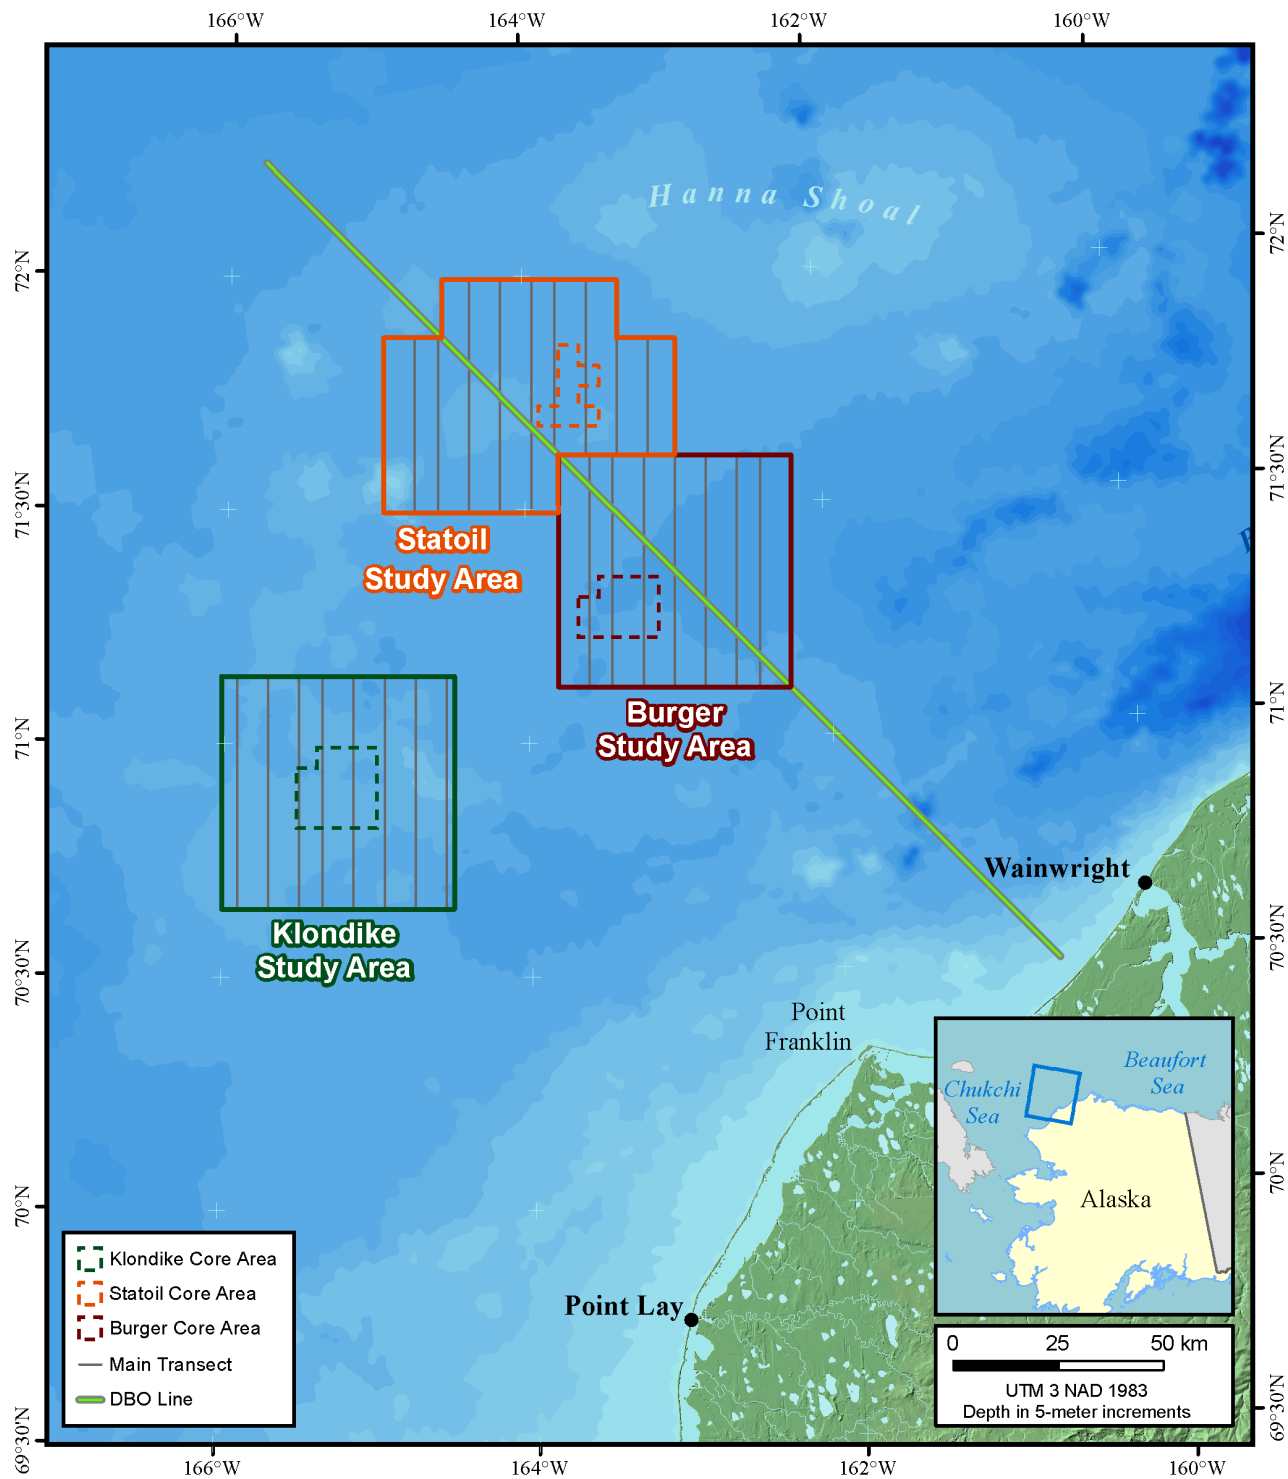 166°W
164°W
162°W
160°W
Hanna Shoal
72°N
72°N
71°30'N
71°30'N
Statoil
Study Area
Burger
Study Area
71°N
71°N
Wainwright
Klondike
Study Area
70°30'N
70°30'N
Point
Franklin
Beaufort
Sea
Chukchi
Sea
Alaska
70°N
70°N
Klondike Core Area
Statoil Core Area
Burger Core Area
Main Transect
DBO Line
Point Lay
0 25 50 km
UTM 3 NAD 1983
Depth in 5-meter increments
69°30'N
69°30'N
166°W
164°W
162°W
160°W